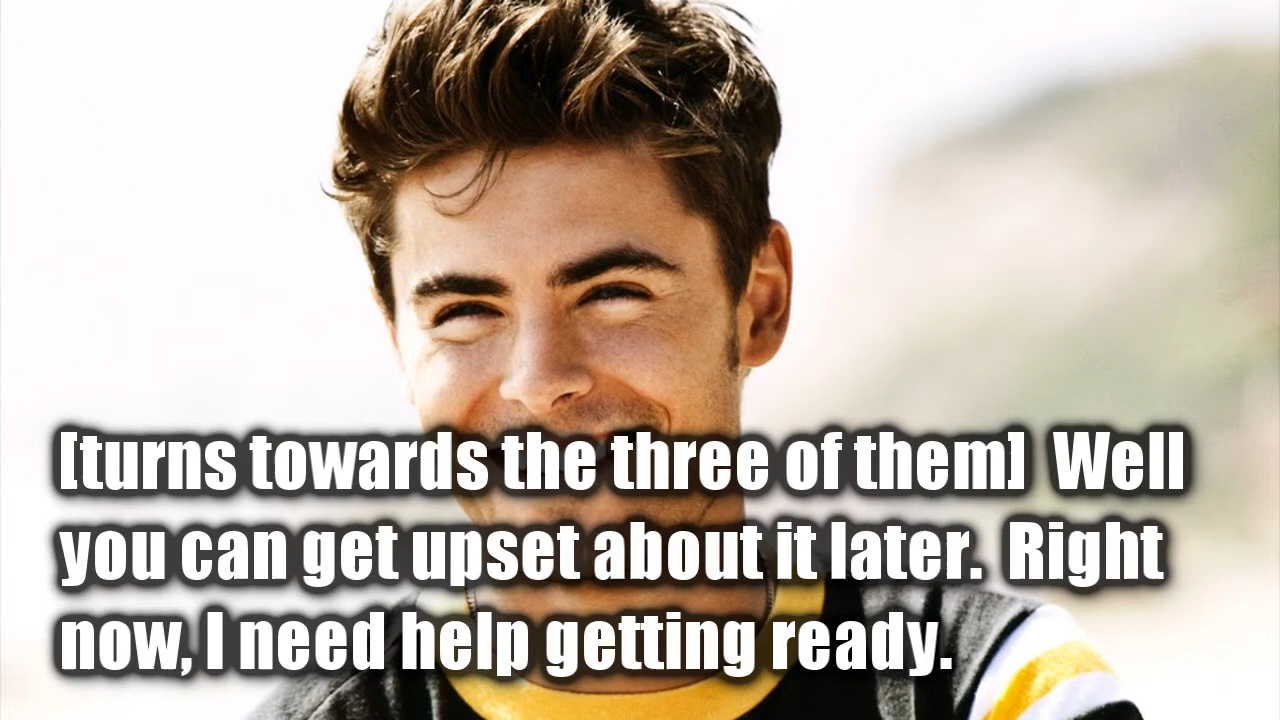 [turns towards the three of them]  Well
you can get upset about it later.  Right
now, I need help getting ready.